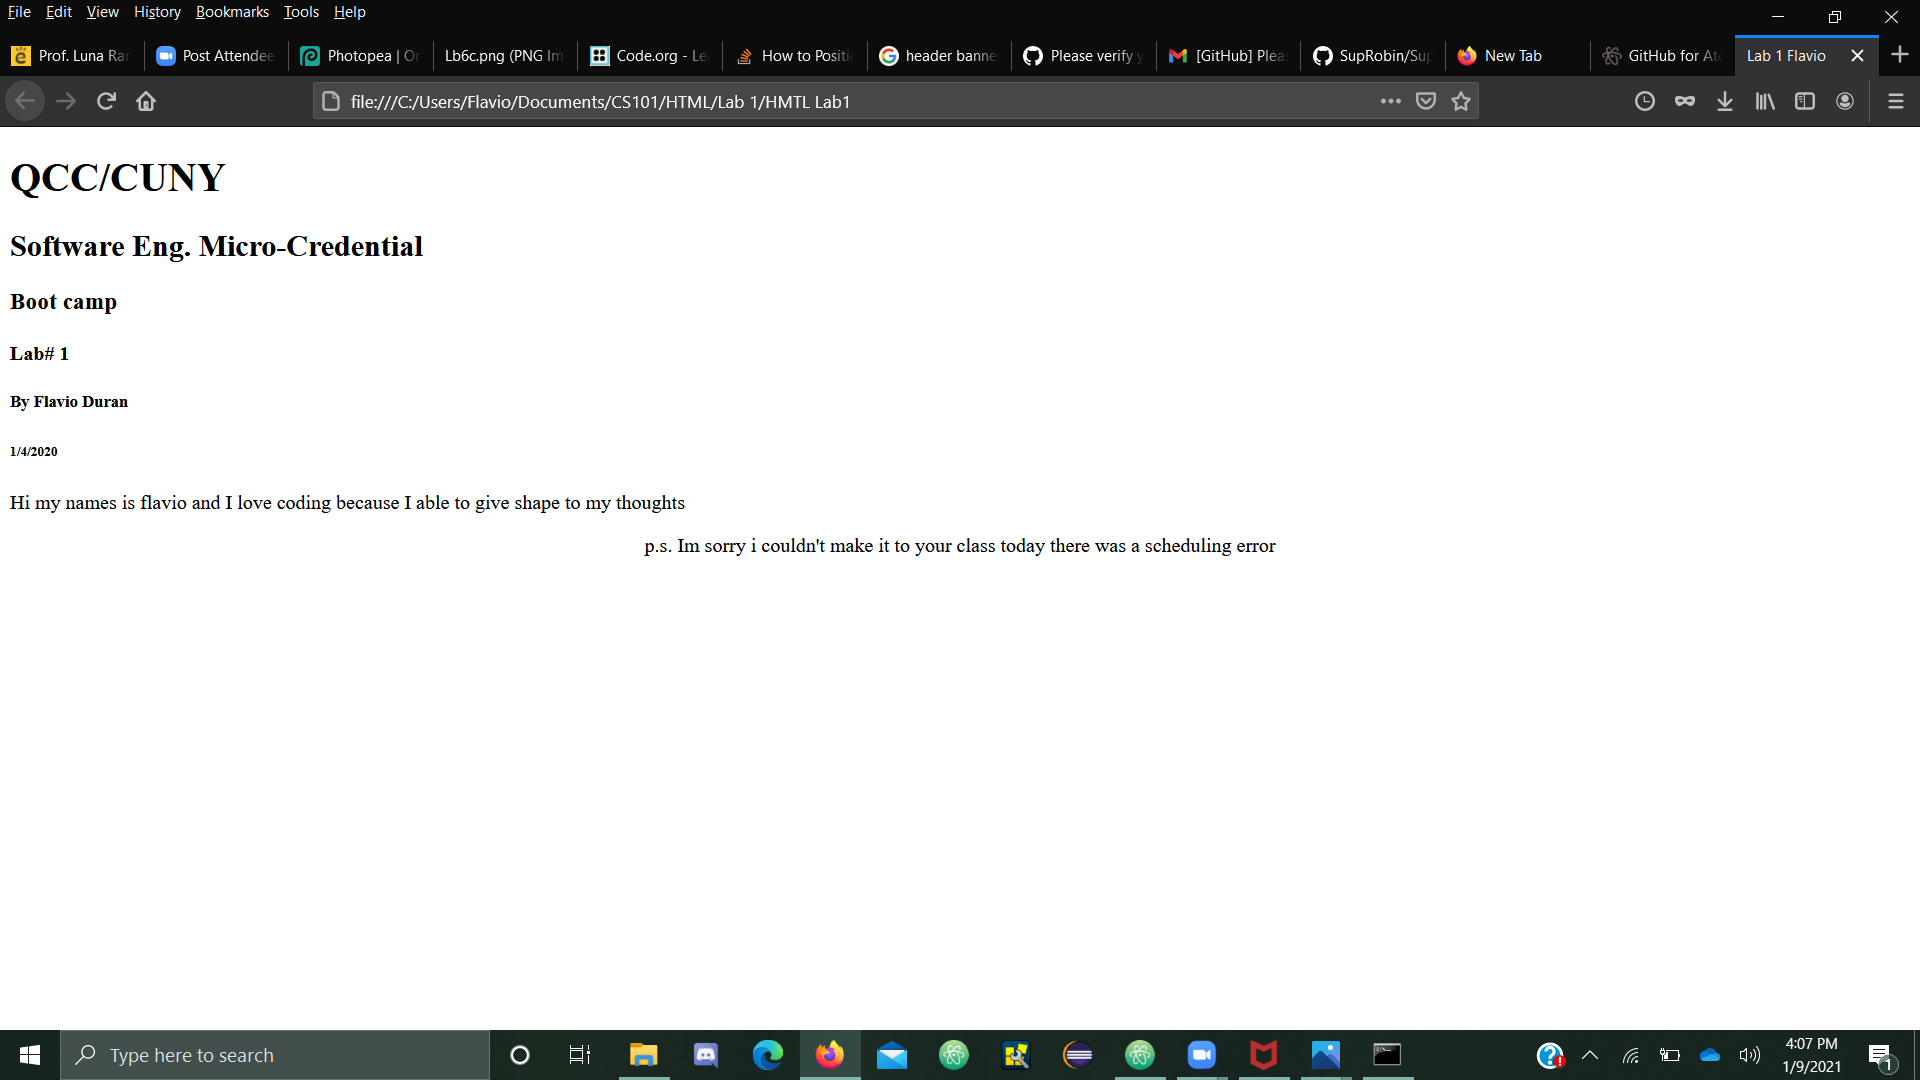 File Edit View History Bookmarks Tools Help
Prof. Luna Ra
Post Attendee
Photopea | O
Lb6c.png (PNG Im
Code.org - Le
How to Positi
header banne
Please verify y
[GitHub] Plea
SupRobin/Sup
New Tab
GitHub for At
Lab 1 Flavio
file:///C:/Users/Flavio/Documents/CS101/HTML/Lab 1/HMTL Lab1
QCC/CUNY
Software Eng. Micro-Credential
Boot camp
Lab# 1
By Flavio Duran
1/4/2020
Hi my names is flavio and I love coding because I able to give shape to my thoughts
p.s. Im sorry i couldn't make it to your class today there was a scheduling error
Type here to search
4:07 PM
1/9/2021
1